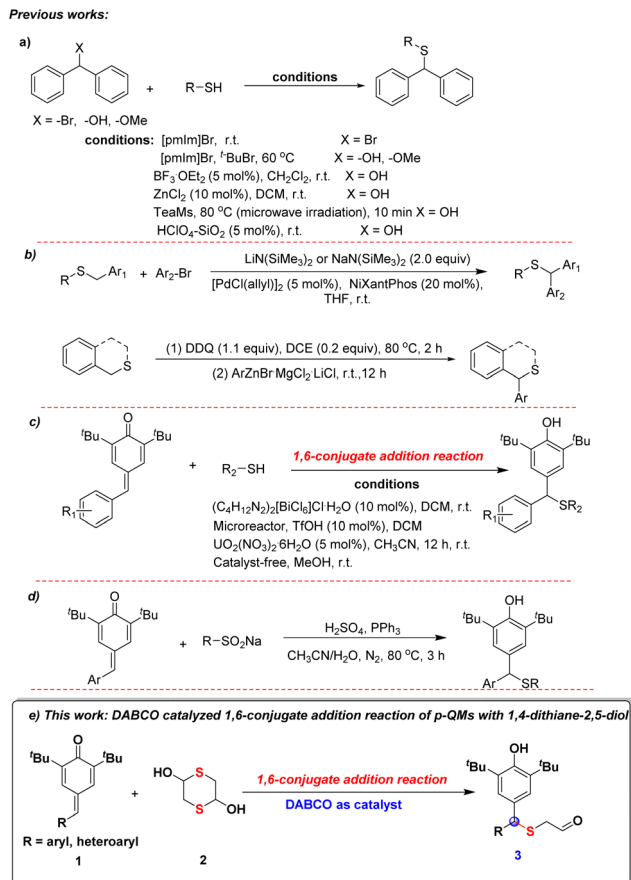 Previous works:
a)
X
+
R–SH
conditions
R
S
X = -Br, -OH, -OMe
conditions: [pmIm]Br, r.t. X = Br
[pmIm]Br, t-BuBr, 60 oC X = -OH, -OMe
BF3·OEt2 (5 mol%), CH2Cl2, r.t. X = OH
ZnCl2 (10 mol%), DCM, r.t. X = OH
TeaMs, 80 oC (microwave irradiation), 10 min X = OH
HClO4-SiO2 (5 mol%), r.t. X = OH
b)
R S Ar1 + Ar2-Br
LiN(SiMe3)2 or NaN(SiMe3)2 (2.0 equiv)
[PdCl(allyl)]2 (5 mol%), NiXantPhos (20 mol%),
THF, r.t.
R S Ar1
Ar2
S
(1) DDQ (1.1 equiv), DCE (0.2 equiv), 80 oC, 2 h
(2) ArZnBr·MgCl2·LiCl, r.t.,12 h
S
Ar
c)
O
tBu tBu
R1
+
R2–SH
1,6-conjugate addition reaction
conditions
(C4H12N2)2[BiCl6]Cl·H2O (10 mol%), DCM, r.t.
Microreactor, TfOH (10 mol%), DCM
UO2(NO3)2·6H2O (5 mol%), CH3CN, 12 h, r.t.
Catalyst-free, MeOH, r.t.
OH
tBu tBu
SR2
R1
d)
O
tBu tBu
Ar
+
R–SO2Na
H2SO4, PPh3
CH3CN/H2O, N2, 80 oC, 3 h
OH
tBu tBu
Ar SR
e) This work: DABCO catalyzed 1,6-conjugate addition reaction of p-QMs with 1,4-dithiane-2,5-diol
O
tBu tBu
R
R = aryl, heteroaryl
1
+
HO S
S OH
2
1,6-conjugate addition reaction
DABCO as catalyst
OH
tBu tBu
R S O
3